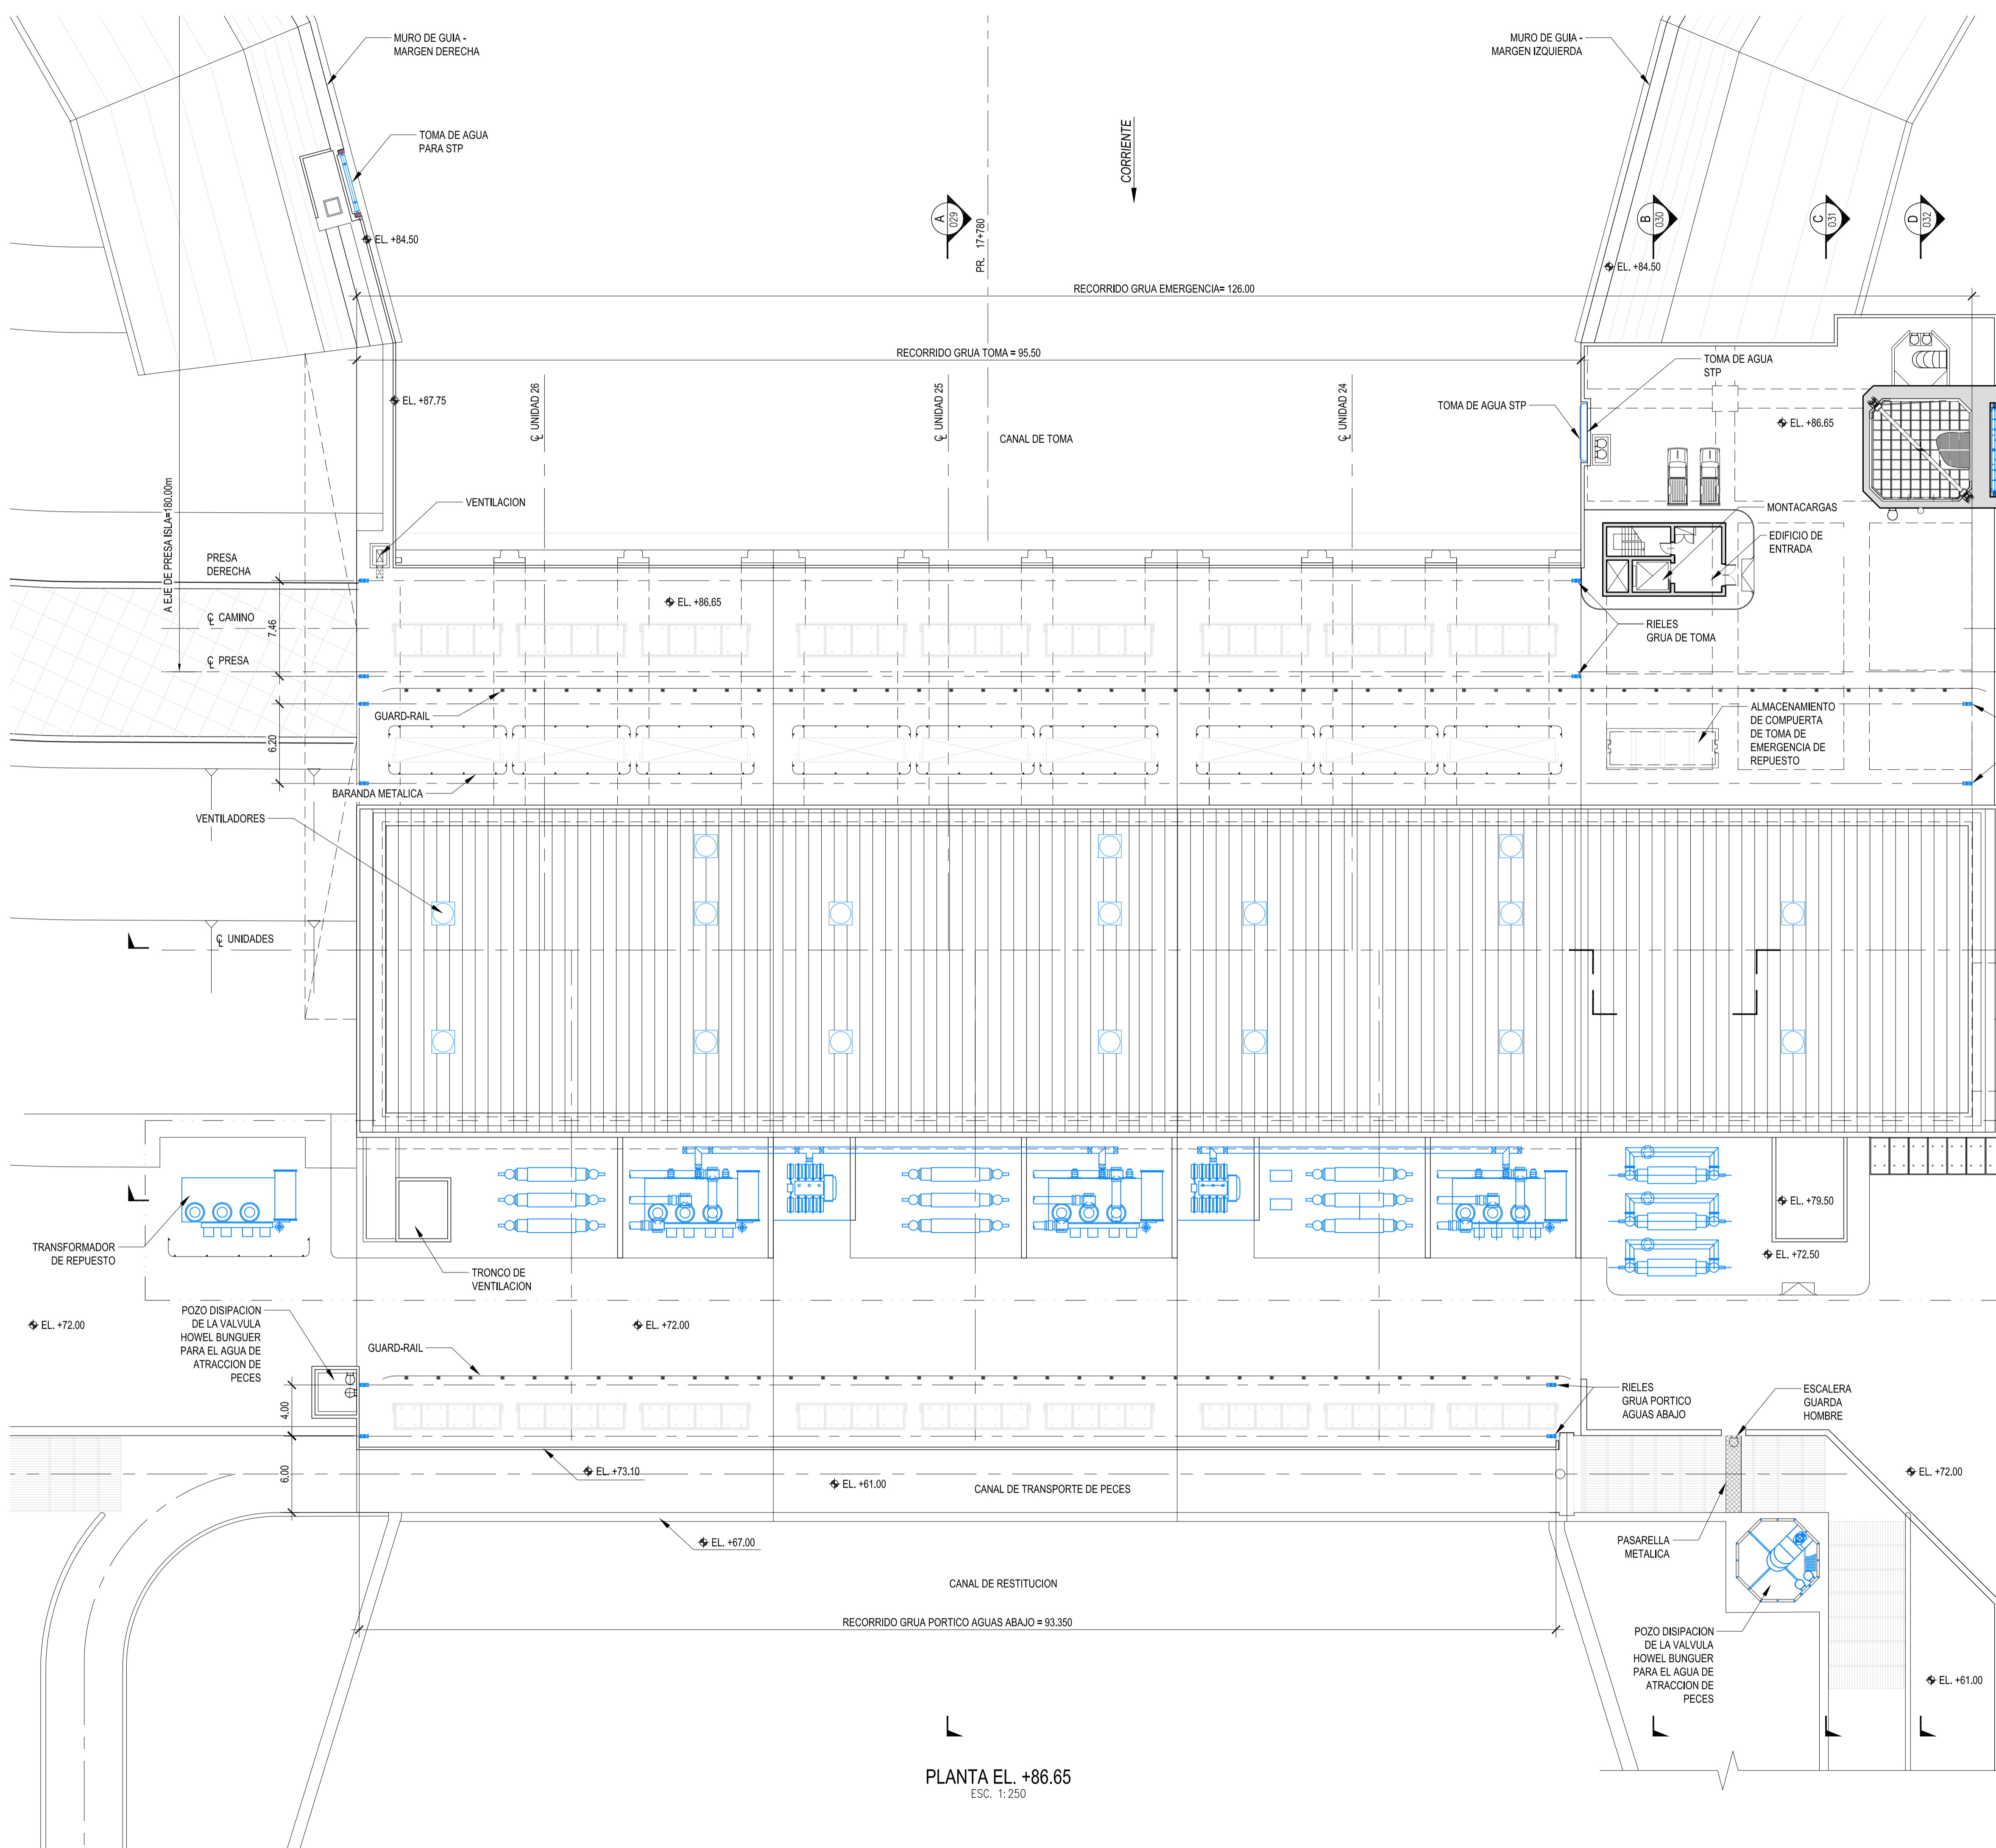 MURO DE GUIA -
MARGEN DERECHA
MURO DE GUIA -
MARGEN IZQUIERDA
TOMA DE AGUA
PARA STP
CORRIENTE
A
029
PR. 17+780
B
030
C
031
D
032
EL. +84.50
EL. +84.50
RECORRIDO GRUA EMERGENCIA= 126.00
RECORRIDO GRUA TOMA = 95.50
TOMA DE AGUA
STP
EL. +87.75
TOMA DE AGUA STP
EL. +86.65
℄ UNIDAD 26
℄ UNIDAD 25
℄ UNIDAD 24
CANAL DE TOMA
A EJE DE PRESA ISLA=180.00m
VENTILACION
MONTACARGAS
EDIFICIO DE
ENTRADA
PRESA
DERECHA
EL. +86.65
℄ CAMINO
7.46
RIELES
GRUA DE TOMA
℄ PRESA
GUARD-RAIL
6.20
ALMACENAMIENTO
DE COMPUERTA
DE TOMA DE
EMERGENCIA DE
REPUESTO
BARANDA METALICA
VENTILADORES
℄ UNIDADES
EL. +79.50
TRANSFORMADOR
DE REPUESTO
EL. +72.50
TRONCO DE
VENTILACION
POZO DISIPACION
DE LA VALVULA
HOWEL BUNGUER
PARA EL AGUA DE
ATRACCION DE
PECES
EL. +72.00
EL. +72.00
GUARD-RAIL
4.00
RIELES
GRUA PORTICO
AGUAS ABAJO
ESCALERA
GUARDA
HOMBRE
6.00
EL. +73.10
EL. +61.00
CANAL DE TRANSPORTE DE PECES
EL. +72.00
EL. +67.00
PASARELLA
METALICA
CANAL DE RESTITUCION
RECORRIDO GRUA PORTICO AGUAS ABAJO = 93.350
POZO DISIPACION
DE LA VALVULA
HOWEL BUNGUER
PARA EL AGUA DE
ATRACCION DE
PECES
EL. +61.00
PLANTA EL. +86.65
ESC. 1:250